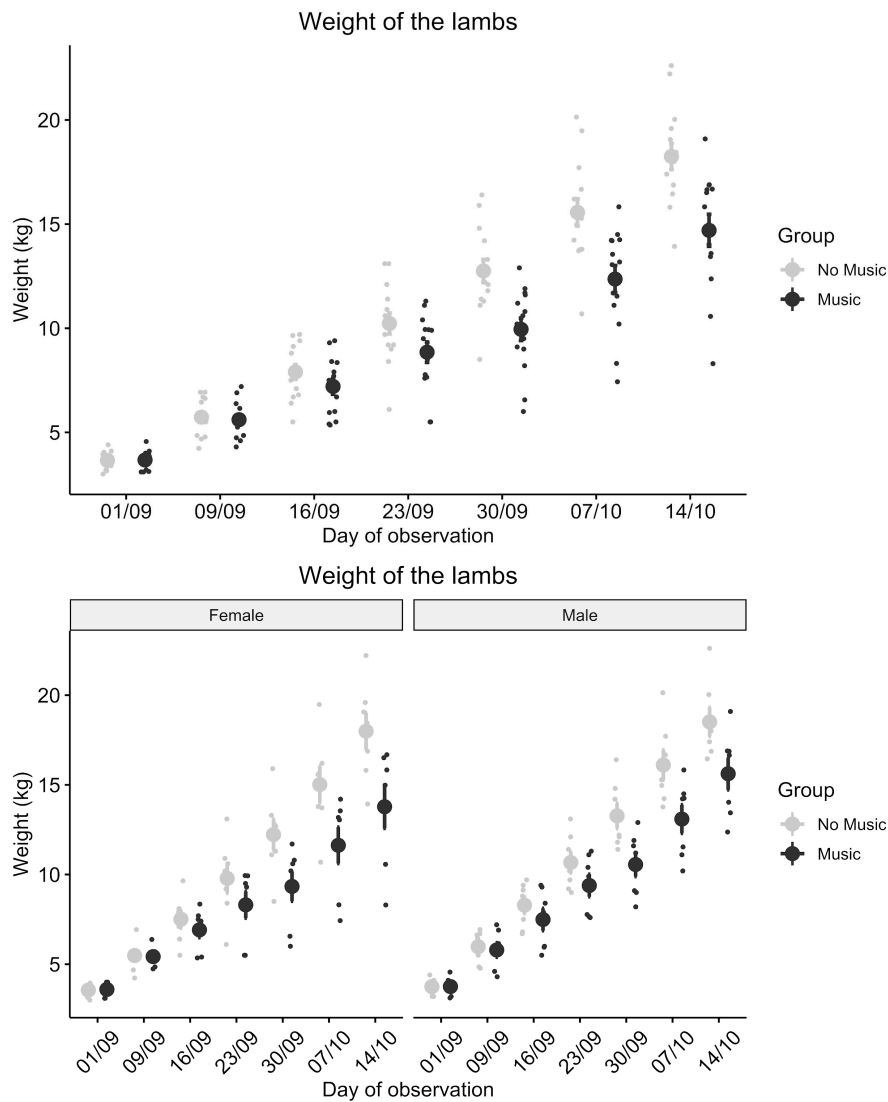 Weight of the lambs
20
15
10
5
Weight (kg)
01/09 09/09 16/09 23/09 30/09 07/10 14/10
Day of observation
Group
No Music
Music
Weight of the lambs
Female Male
20
15
10
5
Weight (kg)
01/09 09/09 16/09 23/09 30/09 07/10 14/10 01/09 09/09 16/09 23/09 30/09 07/10 14/10
Day of observation
Group
No Music
Music